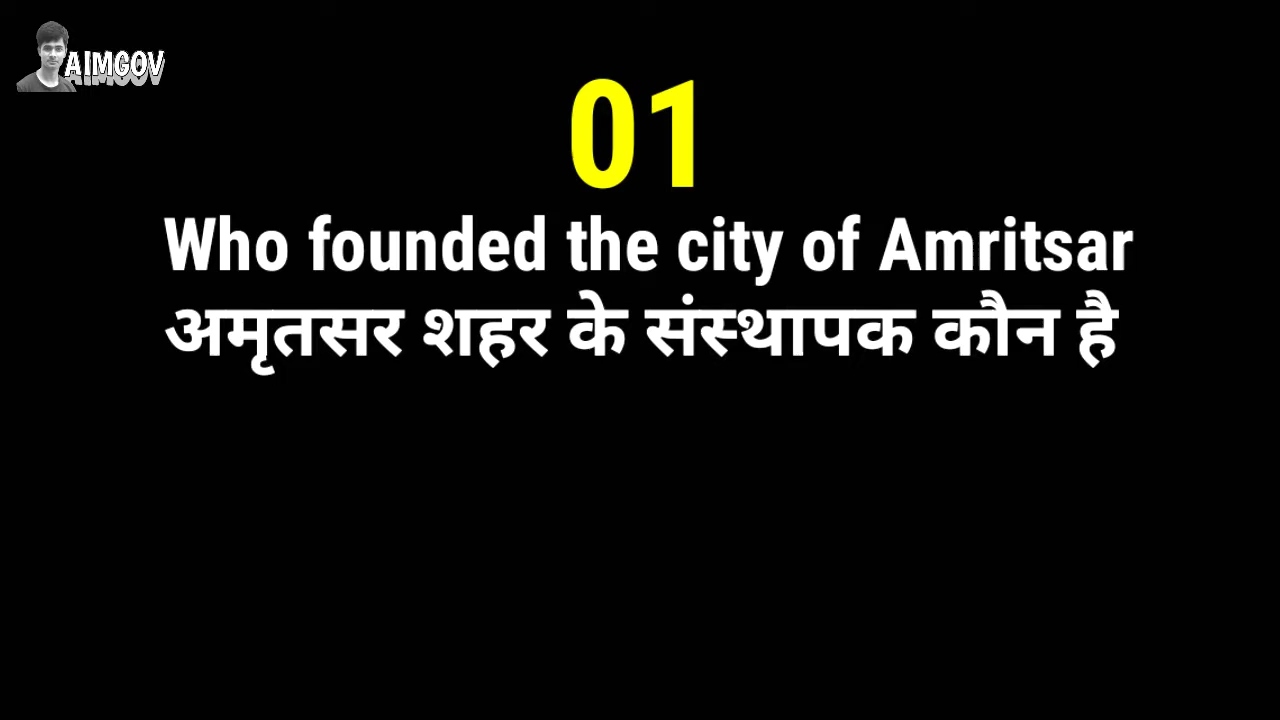 AIMGOV
01
Who founded the city of Amritsar
अमृतसर शहर के संस्थापक कौन है